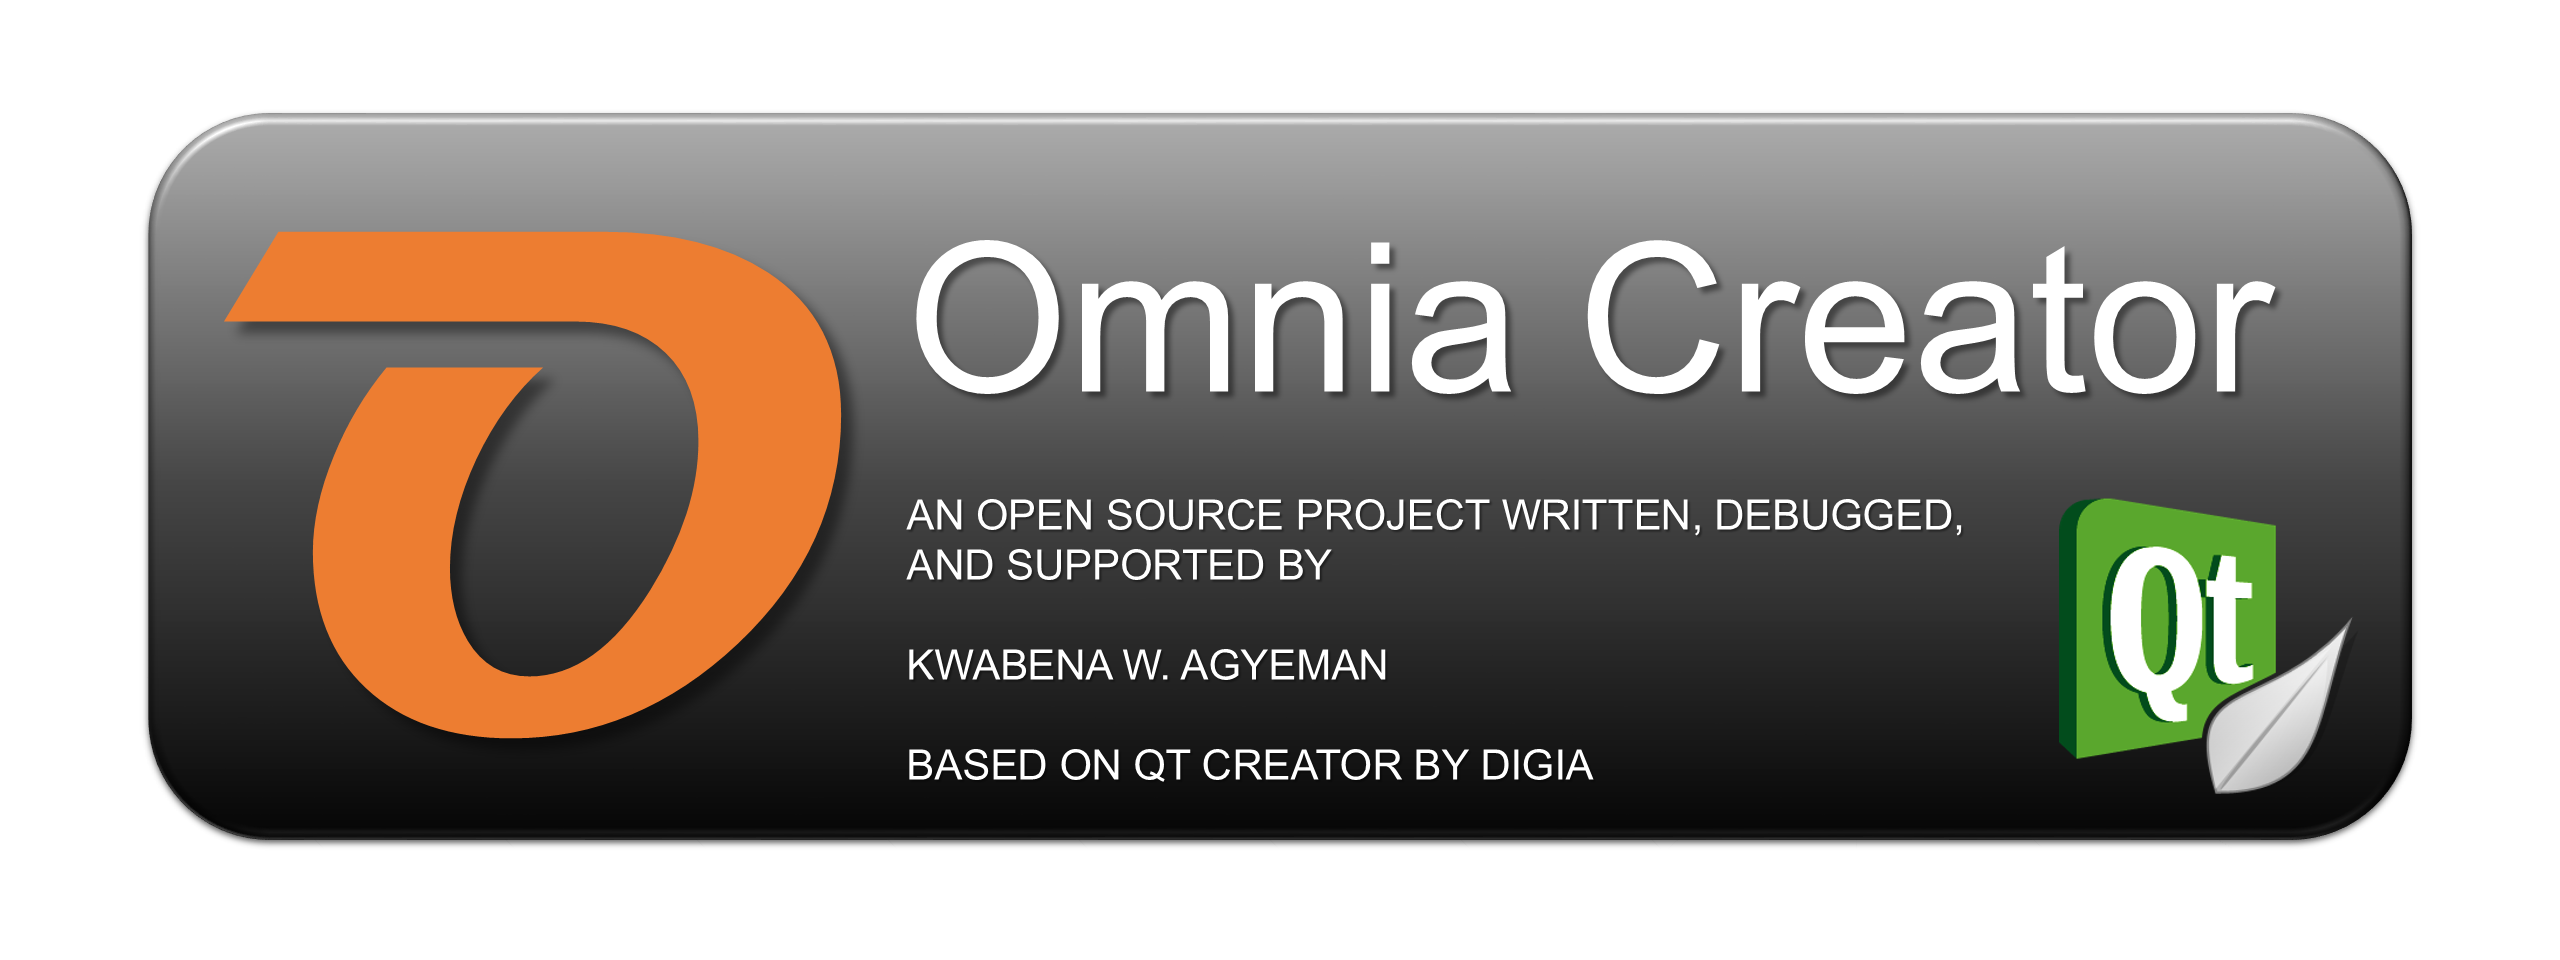 Omnia Creator
AN OPEN SOURCE PROJECT WRITTEN, DEBUGGED,
AND SUPPORTED BY
KWABENA W. AGYEMAN
BASED ON QT CREATOR BY DIGIA
Qt